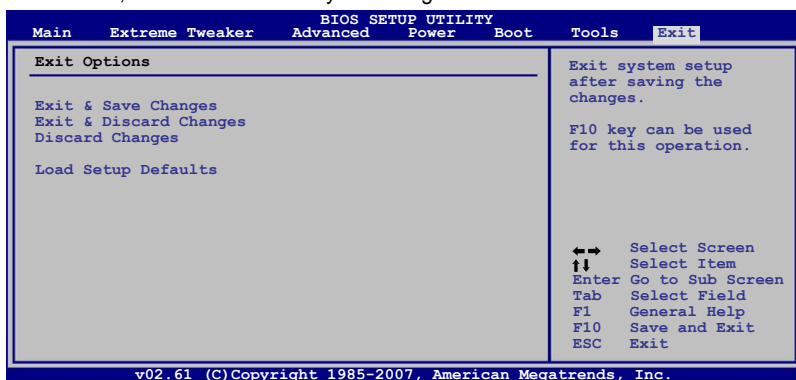 BIOS SETUP UTILITY
Main Extreme Tweaker Advanced Power Boot Tools Exit
Exit Options
Exit & Save Changes
Exit & Discard Changes
Discard Changes
Load Setup Defaults
Exit system setup
after saving the
changes.
F10 key can be used
for this operation.
←→ Select Screen
↑↓ Select Item
Enter Go to Sub Screen
Tab Select Field
F1 General Help
F10 Save and Exit
ESC Exit
v02.61 (C)Copyright 1985-2007, American Megatrends, Inc.